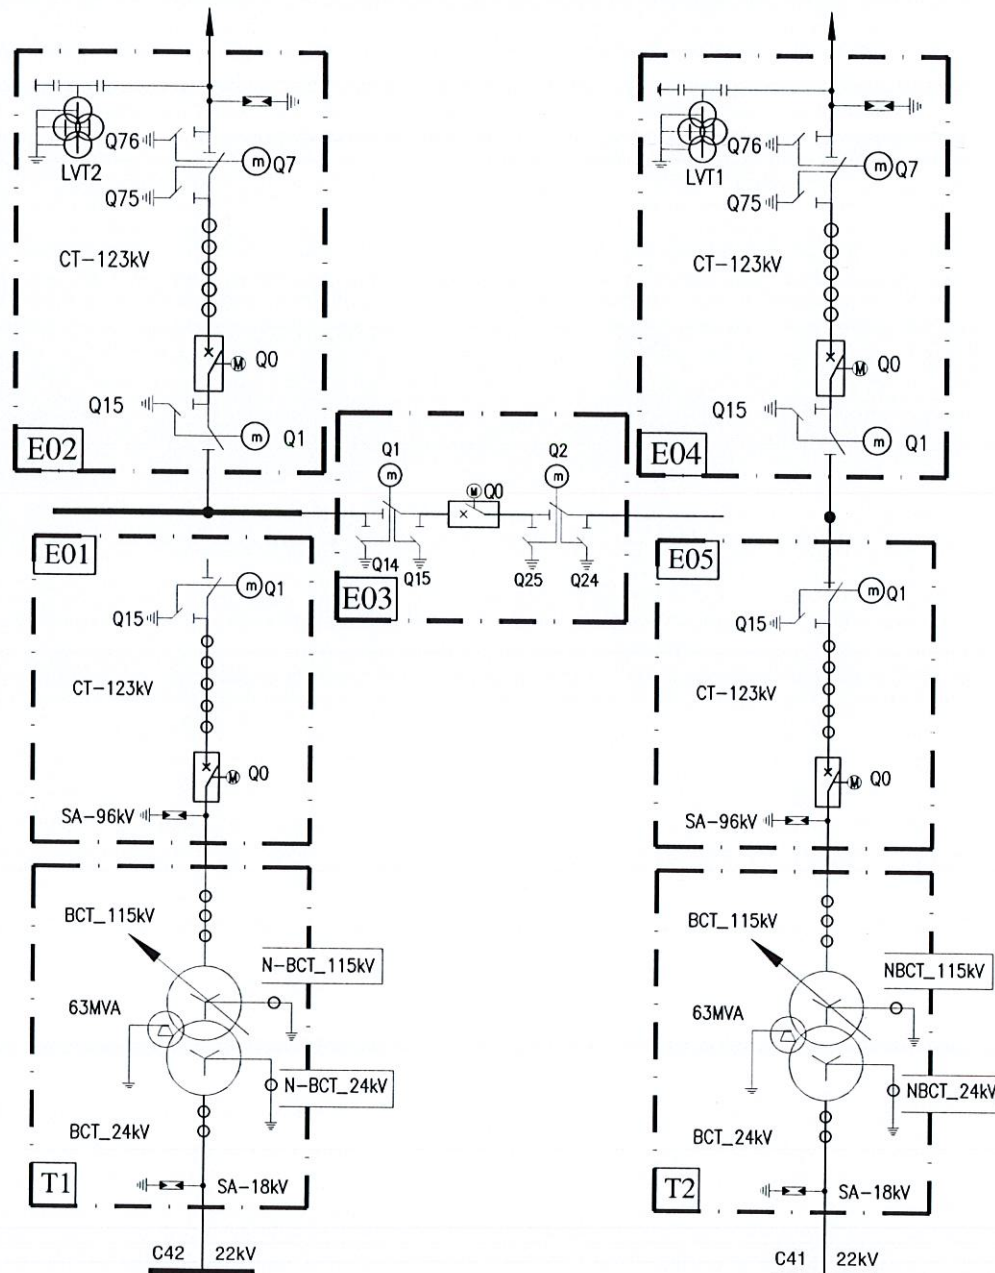 LVT2
Q76
m
Q7
Q75
CT-123kV
M
Q0
Q15
m
Q1
E02
LVT1
Q76
m
Q7
Q75
CT-123kV
M
Q0
Q15
m
Q1
E04
Q1
m
M
Q0
Q2
m
Q14
Q15
Q25
Q24
E03
E01
m
Q1
Q15
CT-123kV
M
Q0
SA-96kV
E05
m
Q1
Q15
CT-123kV
M
Q0
SA-96kV
BCT_115kV
N-BCT_115kV
63MVA
N-BCT_24kV
BCT_24kV
T1
SA-18kV
C42 22kV
BCT_115kV
NBCT_115kV
63MVA
NBCT_24kV
BCT_24kV
T2
SA-18kV
C41 22kV